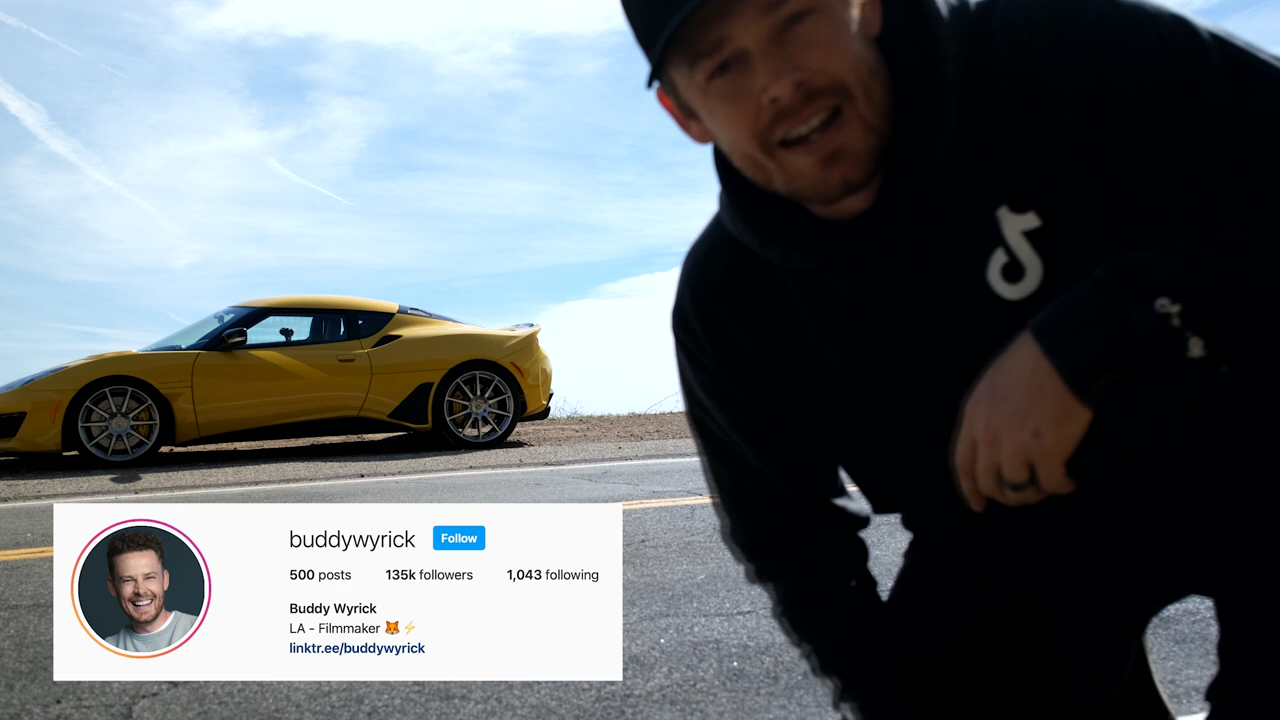 buddywyrick Follow
500 posts 135k followers 1,043 following
Buddy Wyrick
LA - Filmmaker 🦊⚡
linktr.ee/buddywyrick